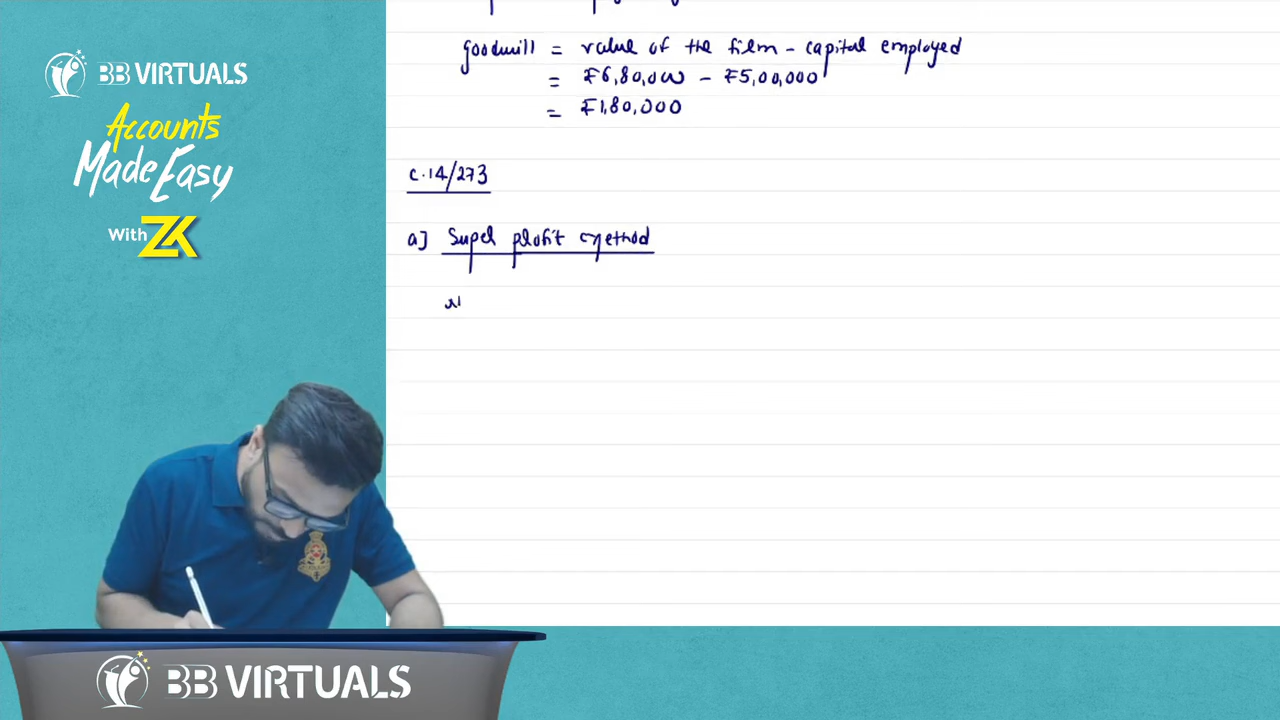 BB VIRTUALS
Accounts
Made Easy
With ZK
goodwill = value of the firm - capital employed
= ₹6,80,000 - ₹5,00,000
= ₹1,80,000
C.14/273
a] Super profit method
BB VIRTUALS